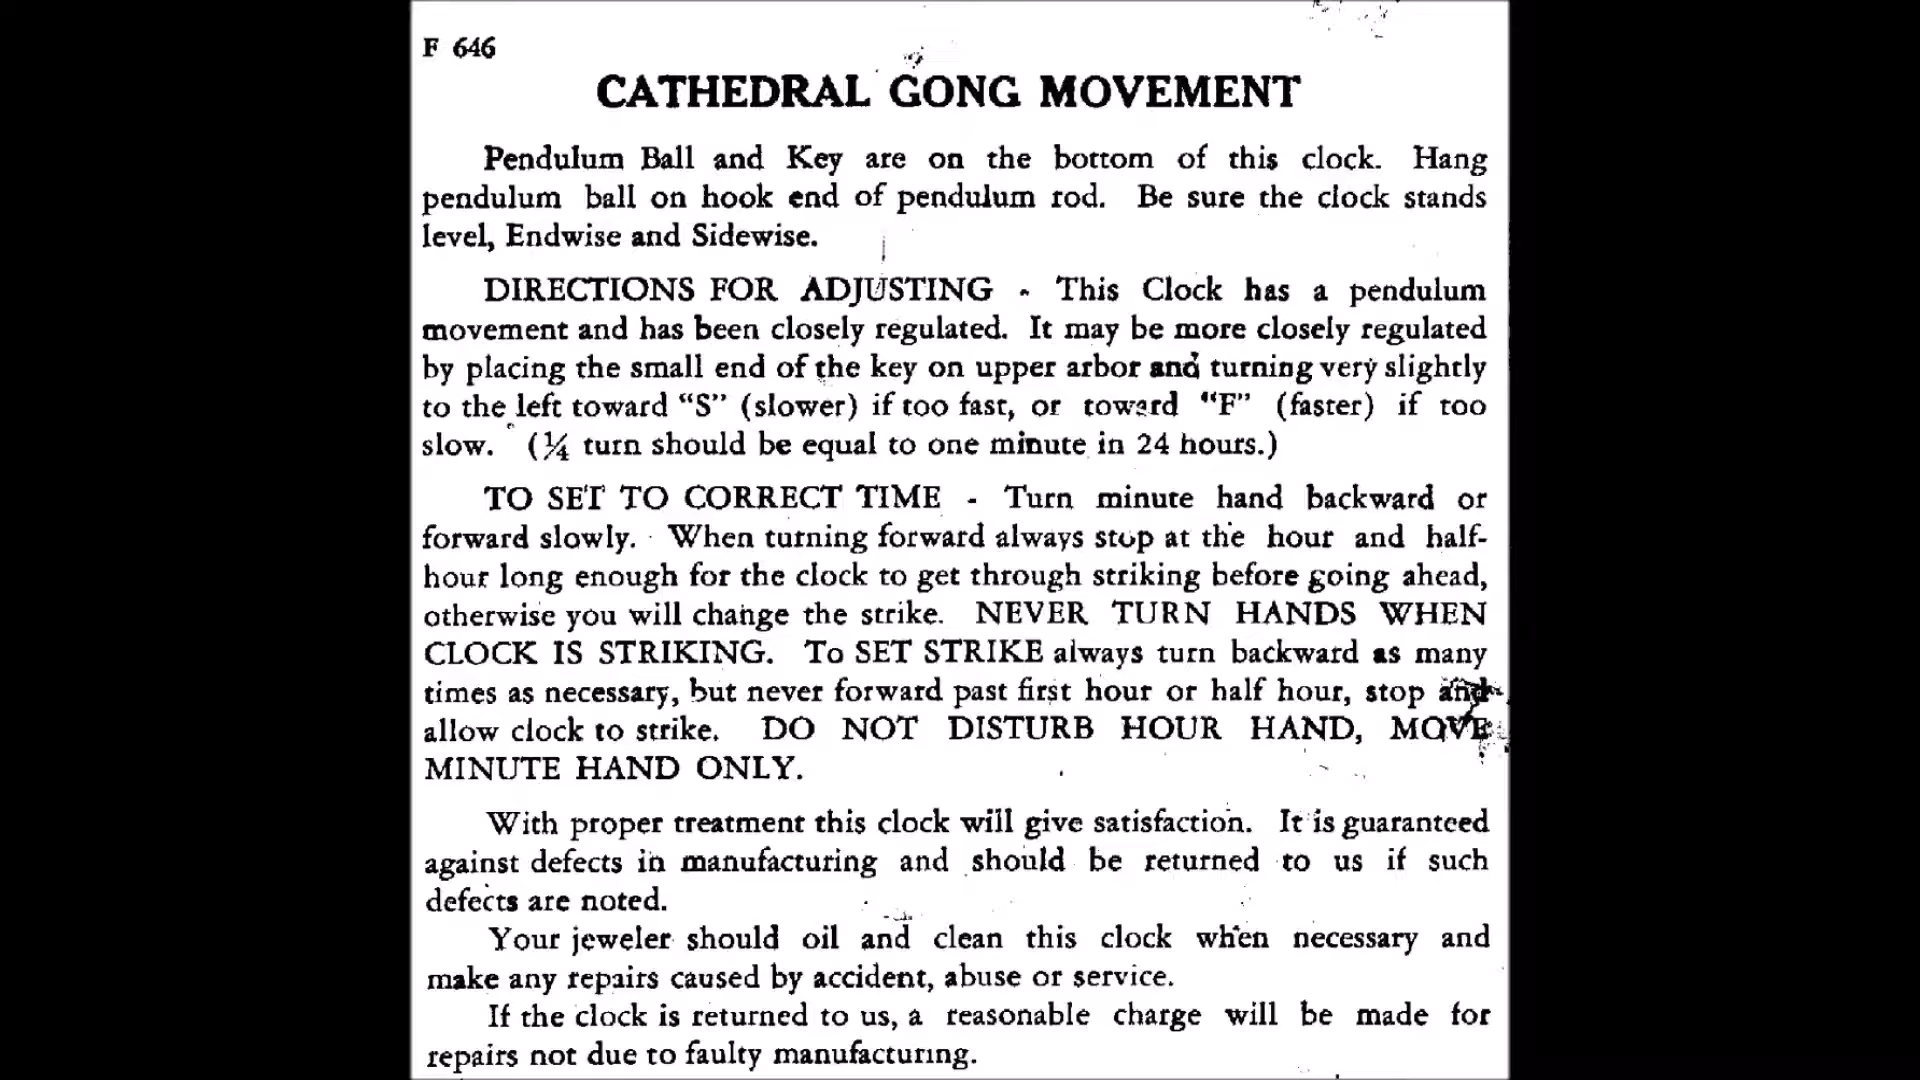 F 646
CATHEDRAL GONG MOVEMENT
Pendulum Ball and Key are on the bottom of this clock. Hang
pendulum ball on hook end of pendulum rod. Be sure the clock stands
level, Endwise and Sidewise.
DIRECTIONS FOR ADJUSTING - This Clock has a pendulum
movement and has been closely regulated. It may be more closely regulated
by placing the small end of the key on upper arbor and turning very slightly
to the left toward "S" (slower) if too fast, or toward "F" (faster) if too
slow. (¼ turn should be equal to one minute in 24 hours.)
TO SET TO CORRECT TIME - Turn minute hand backward or
forward slowly. When turning forward always stop at the hour and half-
hour long enough for the clock to get through striking before going ahead,
otherwise you will change the strike. NEVER TURN HANDS WHEN
CLOCK IS STRIKING. To SET STRIKE always turn backward as many
times as necessary, but never forward past first hour or half hour, stop and
allow clock to strike. DO NOT DISTURB HOUR HAND, MOVE
MINUTE HAND ONLY.
With proper treatment this clock will give satisfaction. It is guaranteed
against defects in manufacturing and should be returned to us if such
defects are noted.
Your jeweler should oil and clean this clock when necessary and
make any repairs caused by accident, abuse or service.
If the clock is returned to us, a reasonable charge will be made for
repairs not due to faulty manufacturing.